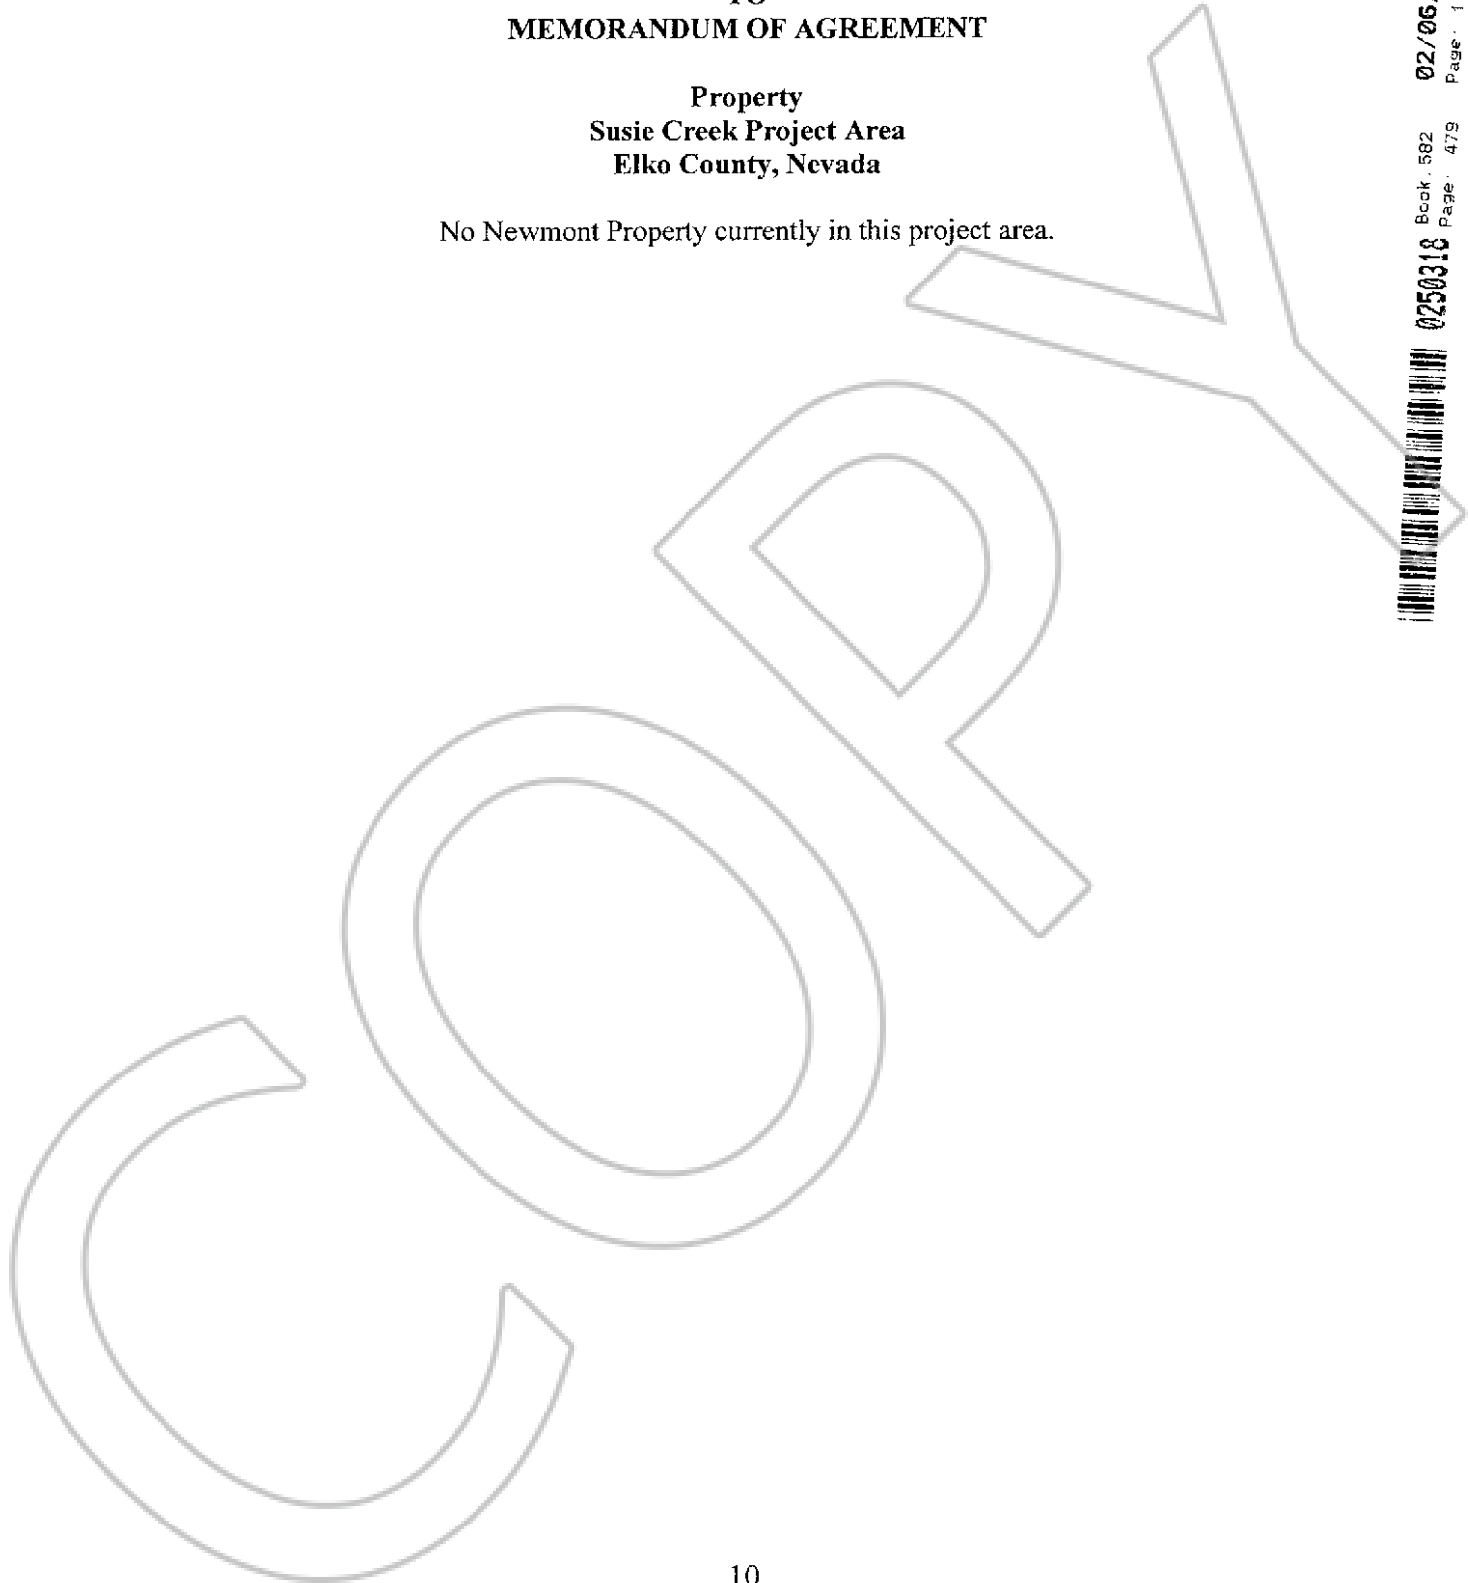 MEMORANDUM OF AGREEMENT
Property
Susie Creek Project Area
Elko County, Nevada
No Newmont Property currently in this project area.
COPY
0250318 Book: 582 02/06
Page: 479 Page: 1
10